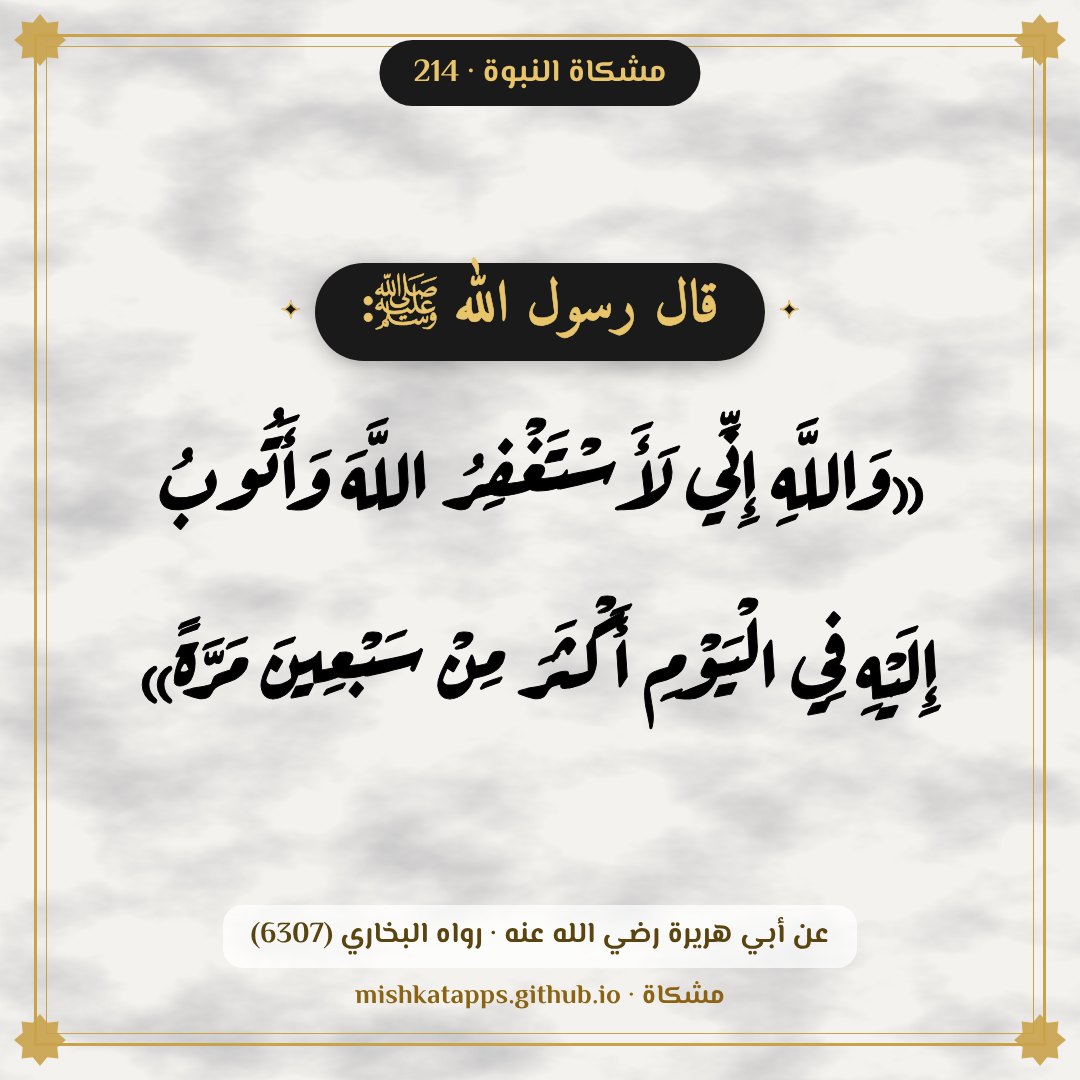 مشكاة النبوة · 214
قال رسول الله ﷺ:
«وَاللَّهِ إِنِّي لَأَسْتَغْفِرُ اللَّهَ وَأَتُوبُ
إِلَيْهِ فِي الْيَوْمِ أَكْثَرَ مِنْ سَبْعِينَ مَرَّةً»
عن أبي هريرة رضي الله عنه · رواه البخاري (6307)
مشكاة · mishkatapps.github.io